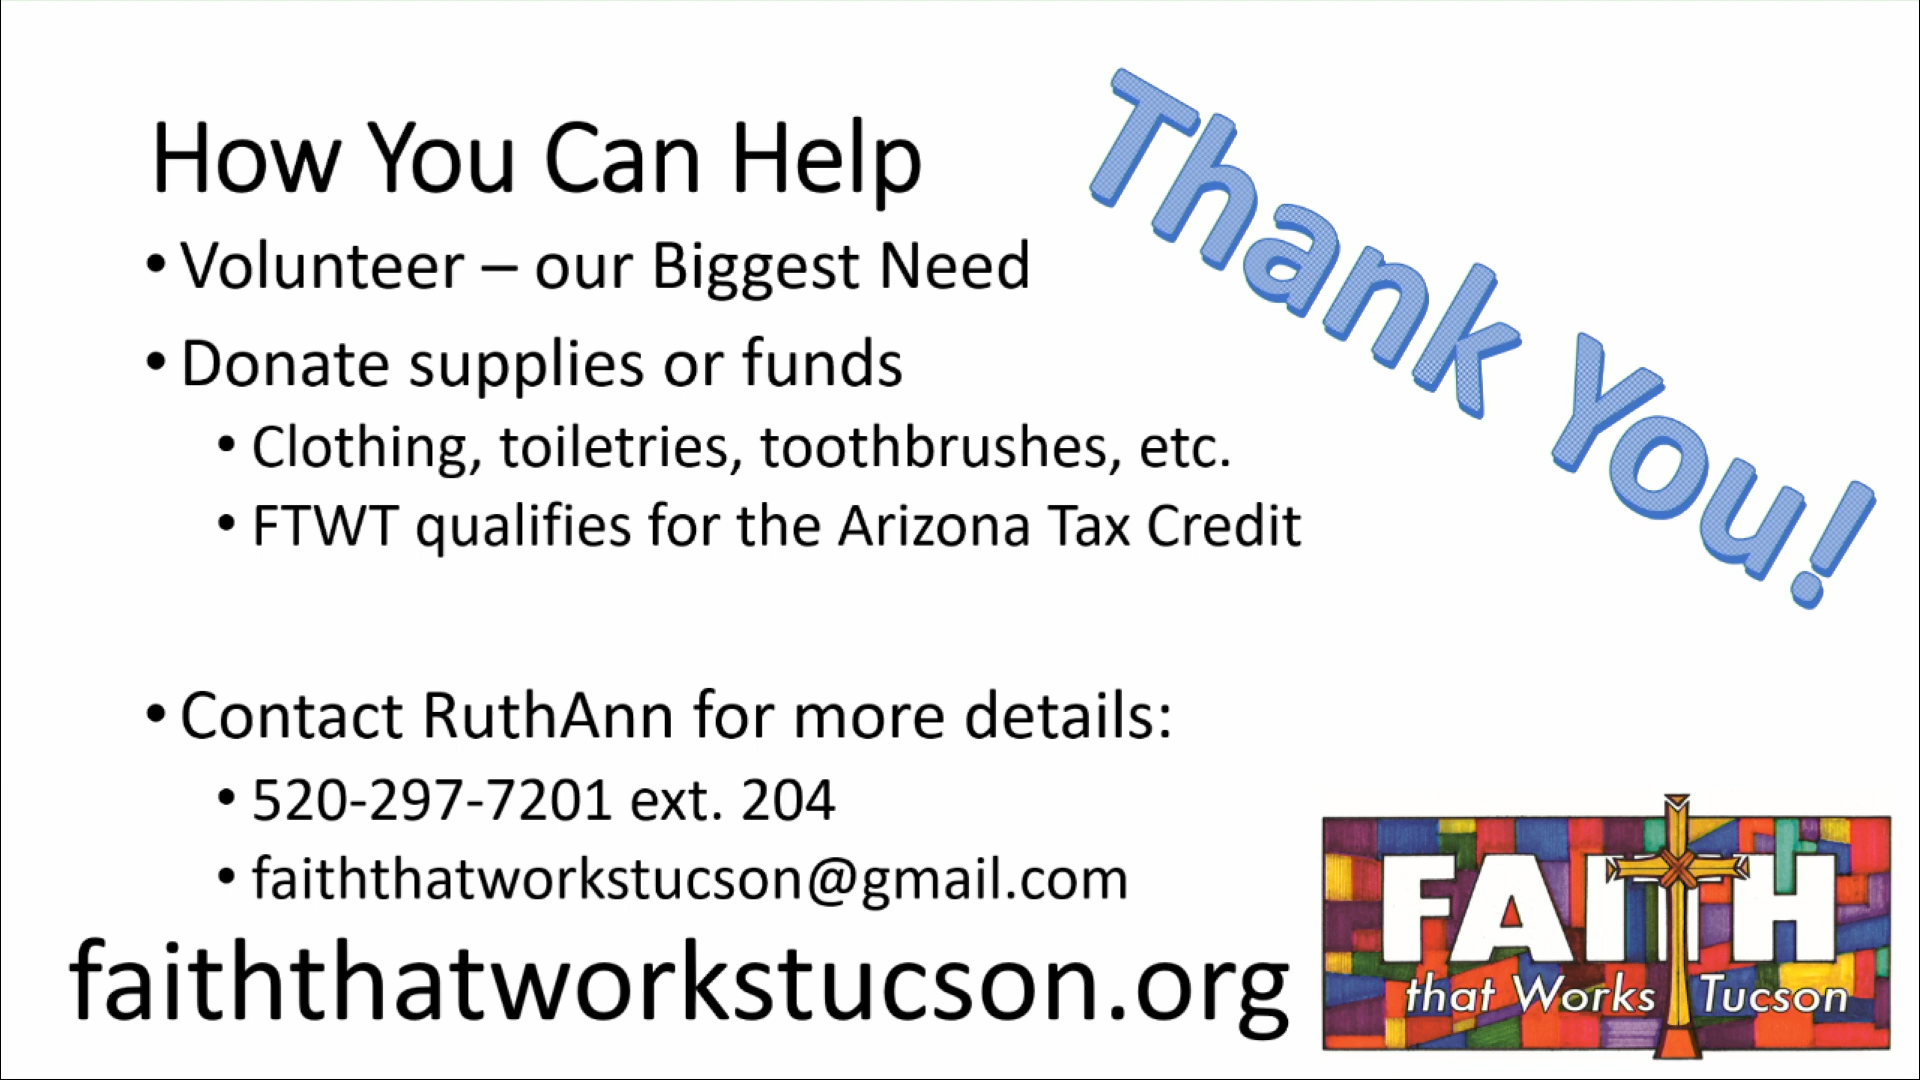 How You Can Help
Thank You!
• Volunteer – our Biggest Need
• Donate supplies or funds
• Clothing, toiletries, toothbrushes, etc.
• FTWT qualifies for the Arizona Tax Credit
• Contact RuthAnn for more details:
• 520-297-7201 ext. 204
• faiththatworkstucson@gmail.com
faiththatworkstucson.org
FAITH
that Works Tucson